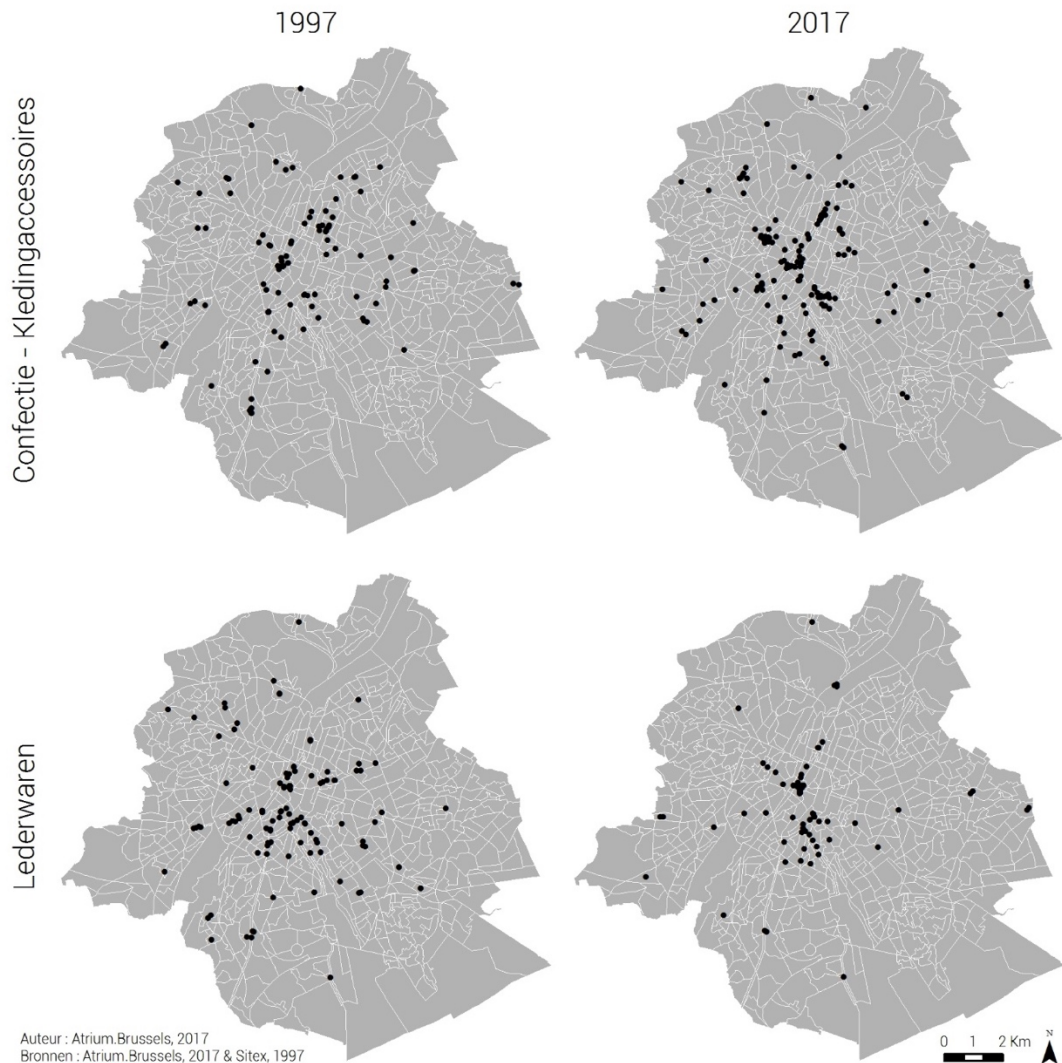 1997
2017
Confectie - Kledingaccessoires
Lederwaren
Auteur : Atrium.Brussels, 2017
Bronnen : Atrium.Brussels, 2017 & Sitex, 1997
0 1 2 Km
N